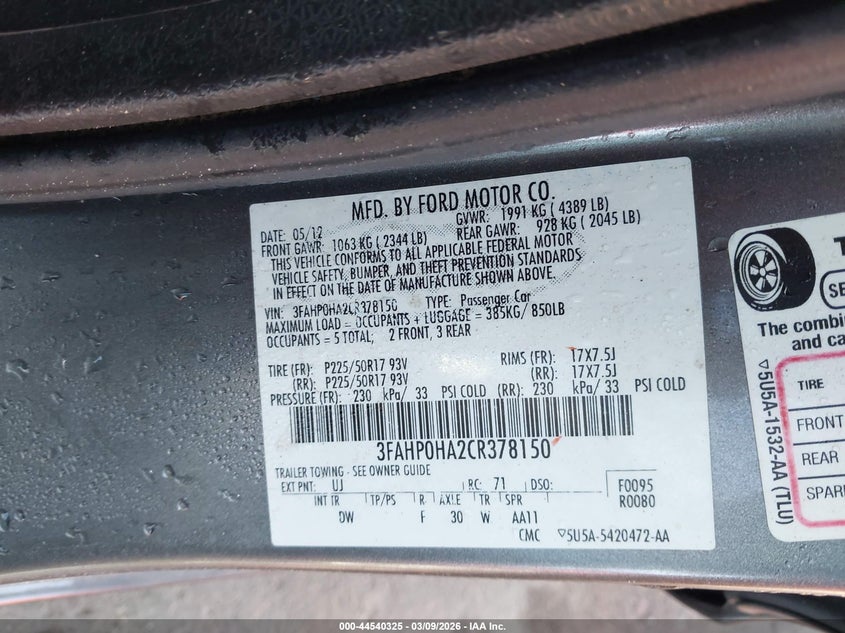 MFD. BY FORD MOTOR CO.
DATE: 05/12 GVWR: 1991 KG ( 4389 LB)
FRONT GAWR: 1063 KG ( 2344 LB) REAR GAWR: 928 KG ( 2045 LB)
THIS VEHICLE CONFORMS TO ALL APPLICABLE FEDERAL MOTOR
VEHICLE SAFETY, BUMPER, AND THEFT PREVENTION STANDARDS
IN EFFECT ON THE DATE OF MANUFACTURE SHOWN ABOVE.
VIN: 3FAHP0HA2CR378150 TYPE: Passenger Car
MAXIMUM LOAD = OCCUPANTS + LUGGAGE = 385KG/ 850LB
OCCUPANTS = 5 TOTAL; 2 FRONT, 3 REAR
TIRE (FR): P225/50R17 93V RIMS (FR): 17X7.5J
(RR): P225/50R17 93V (RR): 17X7.5J
PRESSURE (FR): 230 kPa/ 33 PSI COLD (RR): 230 kPa/ 33 PSI COLD
3FAHP0HA2CR378150
TRAILER TOWING - SEE OWNER GUIDE
EXT PNT: UJ RC: 71 DSO: F0095
INT TR TP/PS R AXLE TR SPR R0080
DW F 30 W AA11
CMC ▽5U5A-5420472-AA
The combin
and ca
TIRE
FRONT
REAR
SPAR
▽5U5A-1532-AA (TLU)
000-44540325 - 03/09/2026 - IAA Inc.